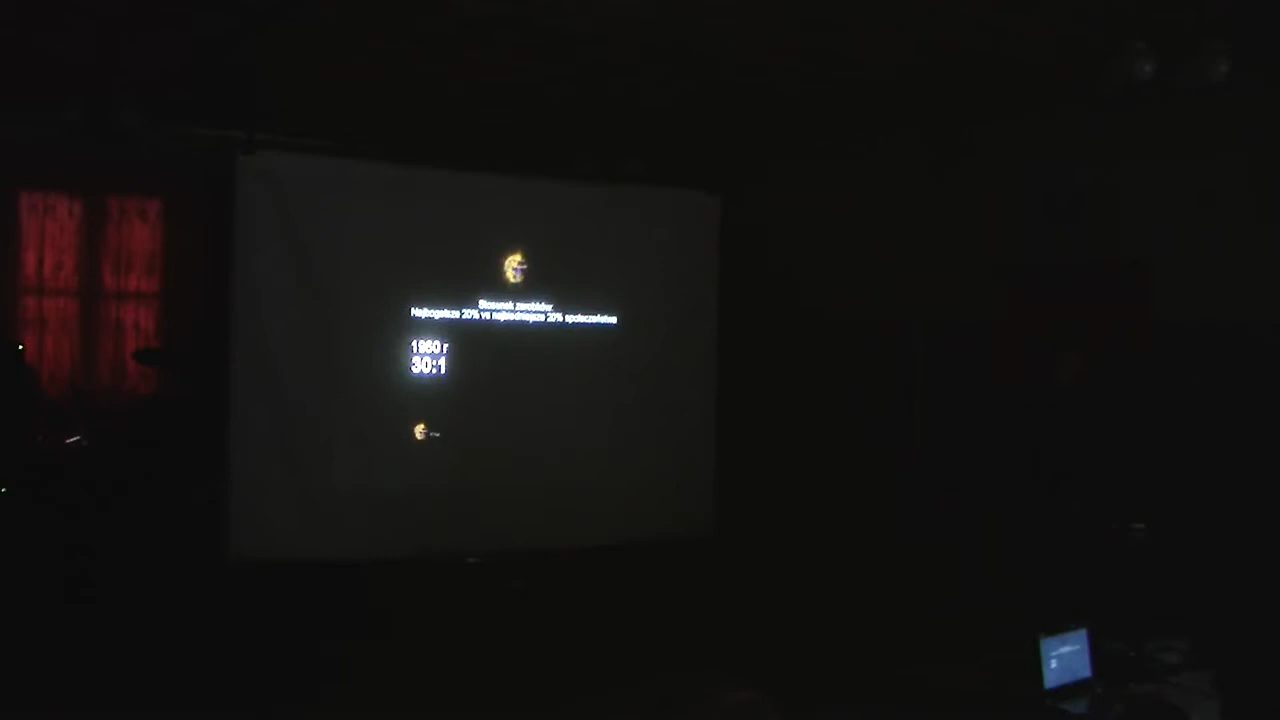 Stosunek zarobków:
Najbogatsze 20% vs najbiedniejsze 20% społeczeństwa
1960 r
30:1